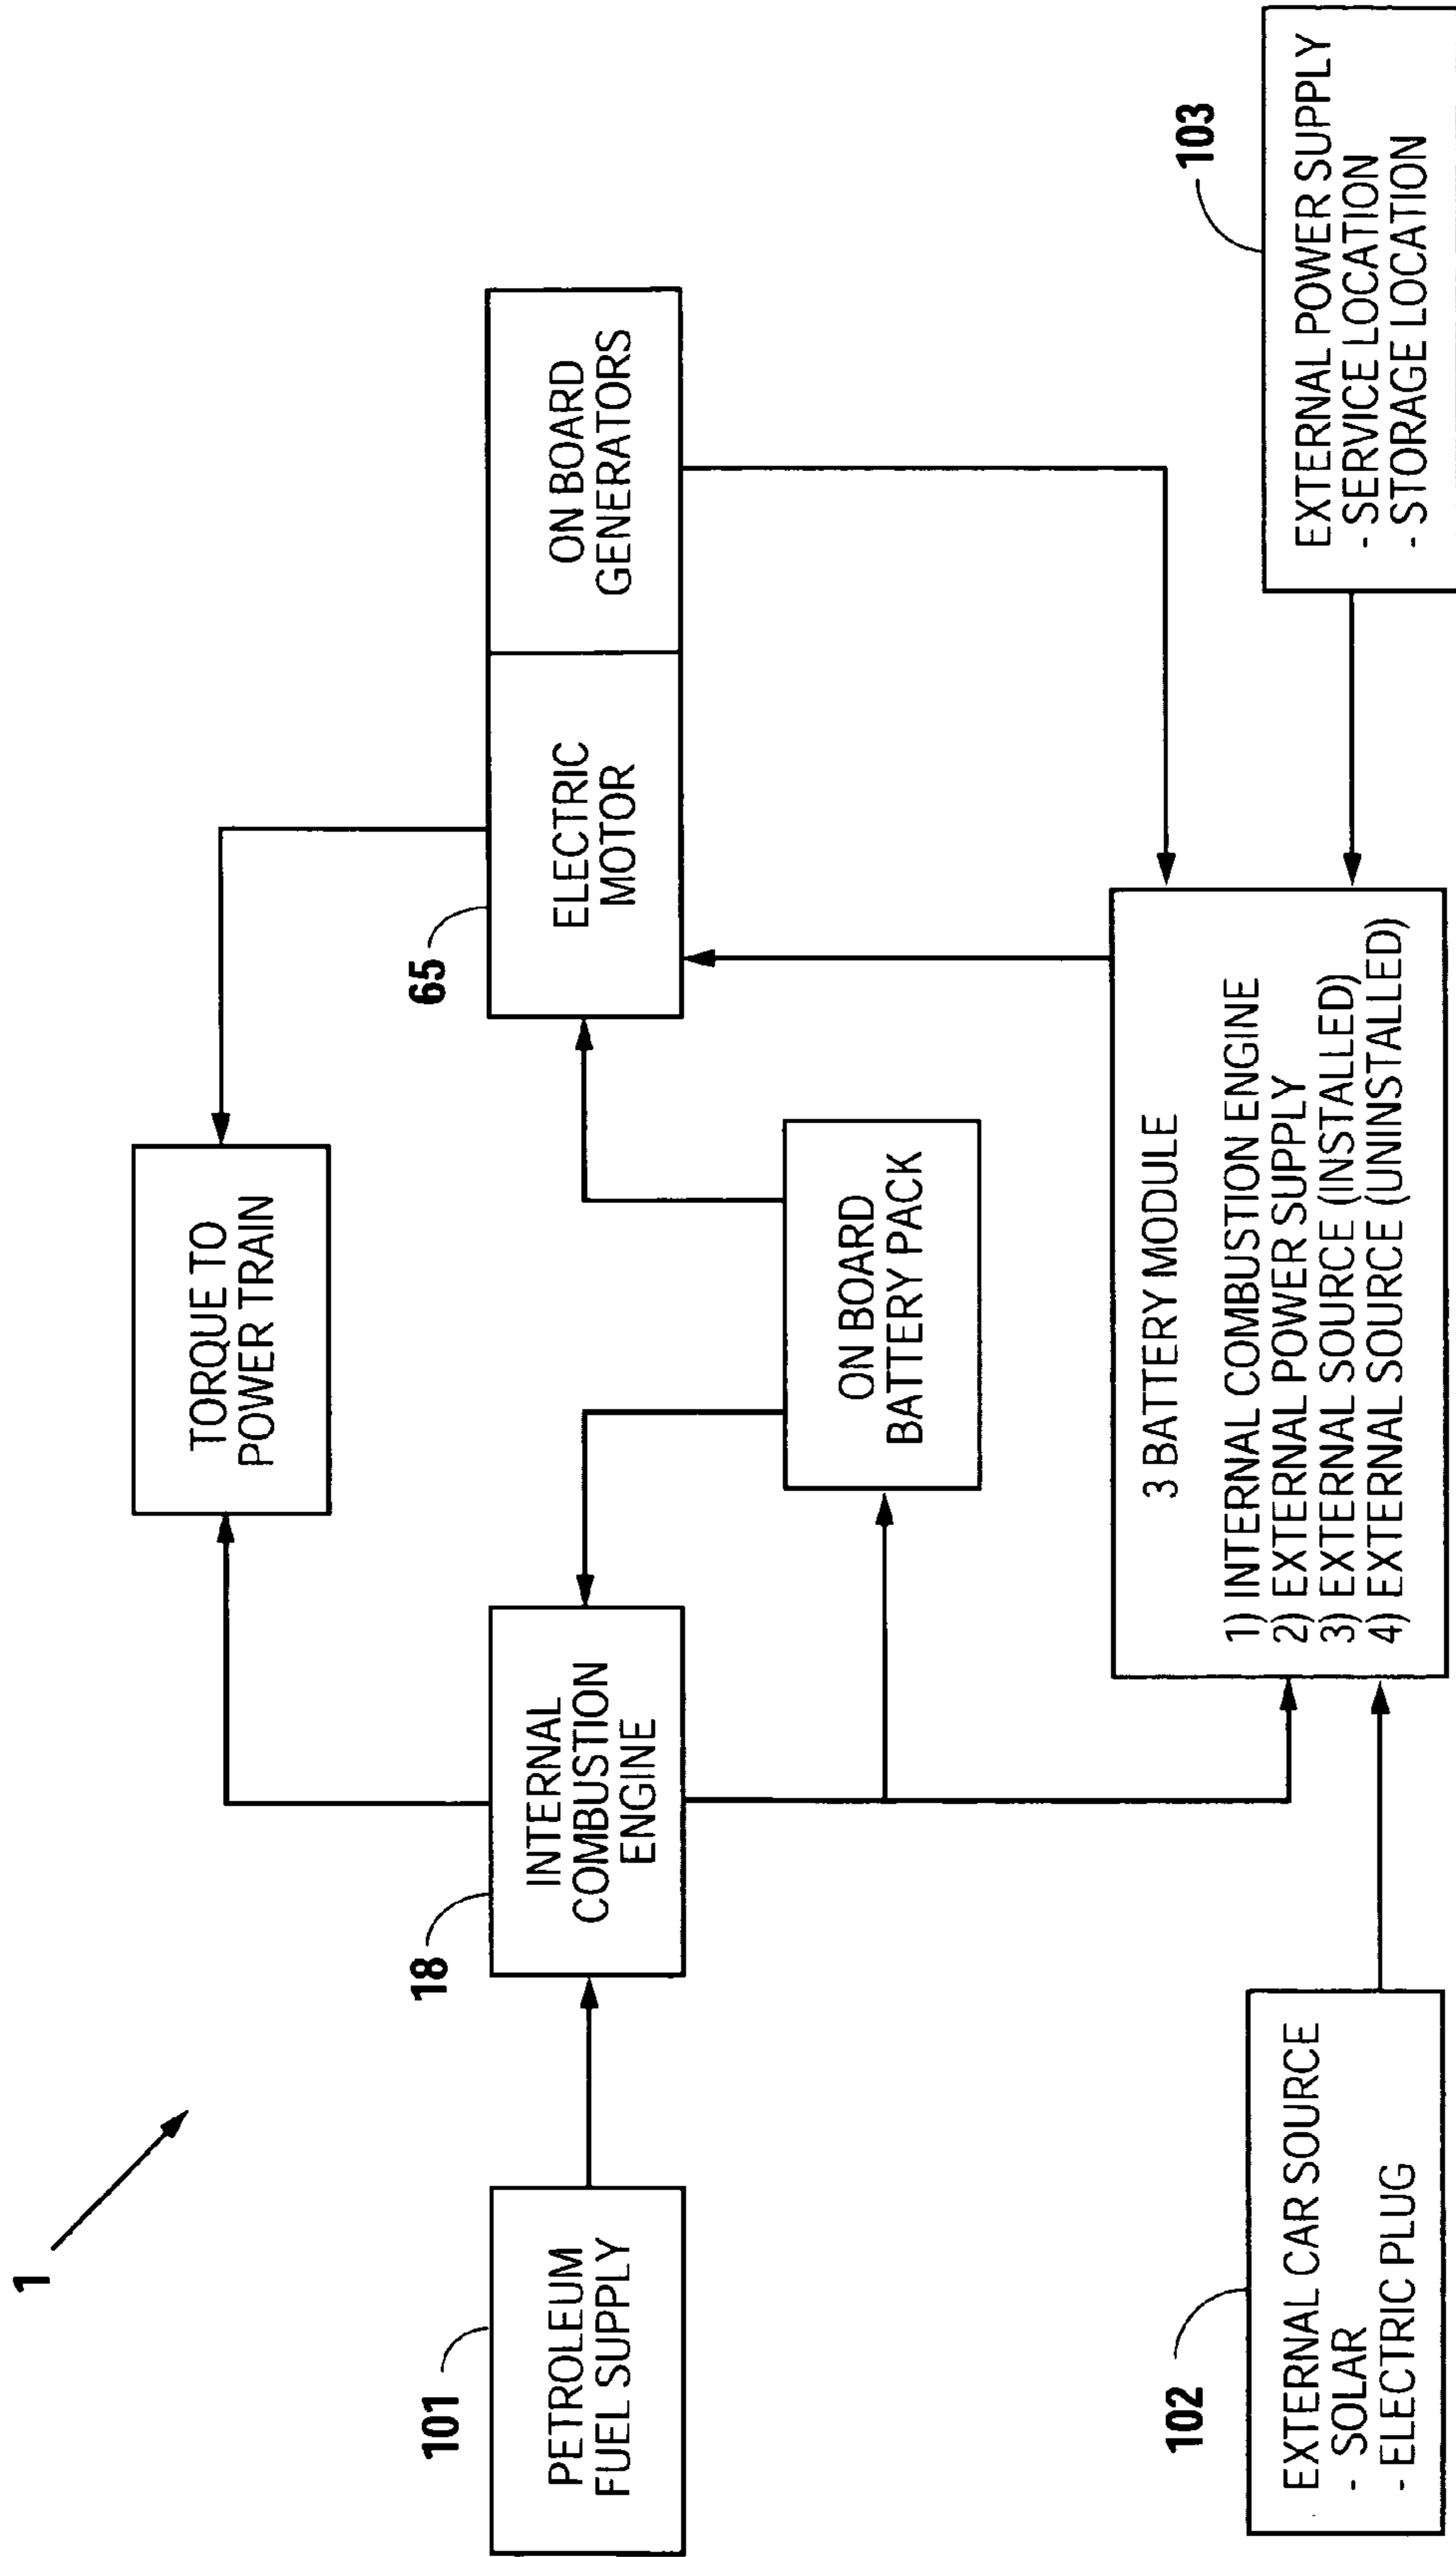 1
TORQUE TO
POWER TRAIN
101
PETROLEUM
FUEL SUPPLY
18
INTERNAL
COMBUSTION
ENGINE
65
ELECTRIC
MOTOR
ON BOARD
GENERATORS
ON BOARD
BATTERY PACK
102
EXTERNAL CAR SOURCE
- SOLAR
- ELECTRIC PLUG
3 BATTERY MODULE
1) INTERNAL COMBUSTION ENGINE
2) EXTERNAL POWER SUPPLY
3) EXTERNAL SOURCE (INSTALLED)
4) EXTERNAL SOURCE (UNINSTALLED)
103
EXTERNAL POWER SUPPLY
- SERVICE LOCATION
- STORAGE LOCATION